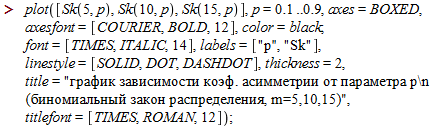 > plot([Sk(5, p), Sk(10, p), Sk(15, p)], p = 0.1 ..0.9, axes = BOXED,
axesfont = [COURIER, BOLD, 12], color = black,
font = [TIMES, ITALIC, 14], labels = ["p", "Sk"],
linestyle = [SOLID, DOT, DASHDOT], thickness = 2,
title = "график зависимости коэф. асимметрии от параметра p\n
(биномиальный закон распределения, m=5,10,15)",
titlefont = [TIMES, ROMAN, 12]);